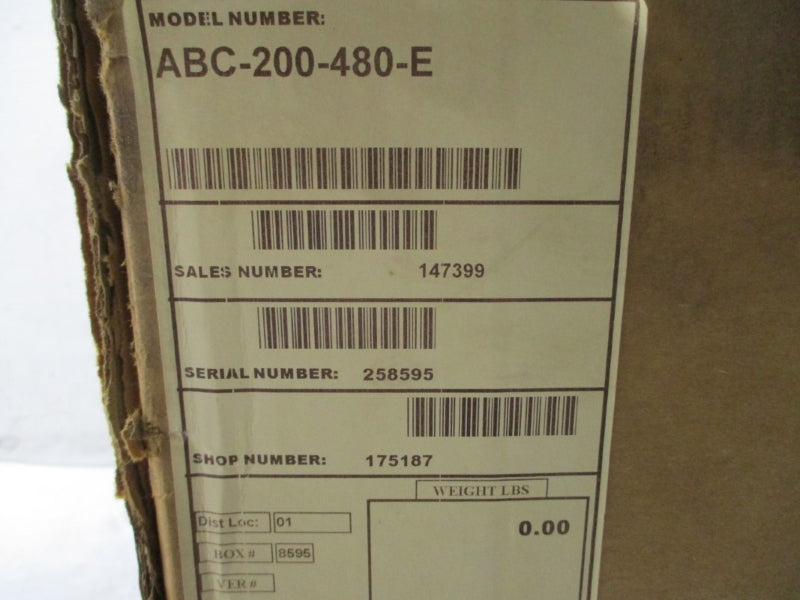 MODEL NUMBER:
ABC-200-480-E
SALES NUMBER: 147399
SERIAL NUMBER: 258595
SHOP NUMBER: 175187
WEIGHT LBS
0.00
Dist Loc: 01
BOX # 8595
VER #